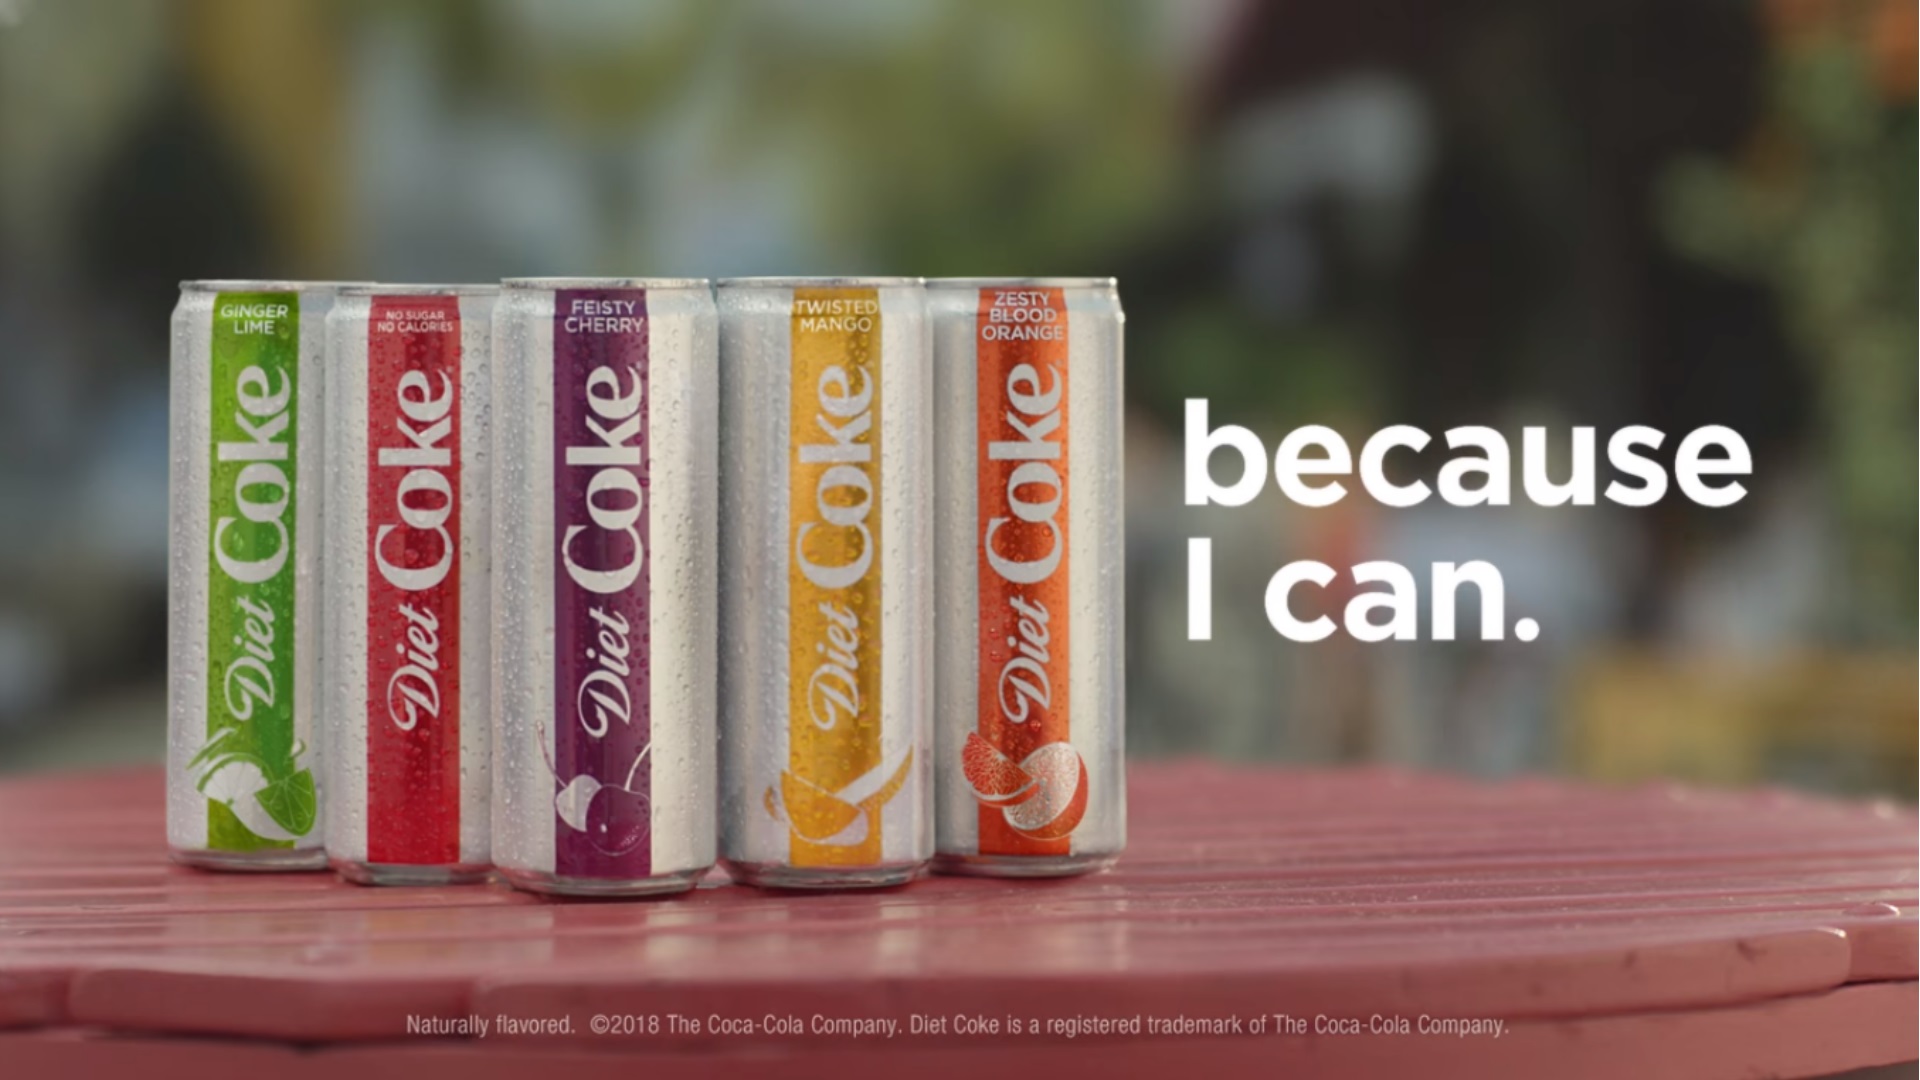 GINGER
LIME
Diet Coke
NO SUGAR
NO CALORIES
Diet Coke
FEISTY
CHERRY
Diet Coke
TWISTED
MANGO
Diet Coke
ZESTY
BLOOD
ORANGE
Diet Coke
because
I can.
Naturally flavored. ©2018 The Coca-Cola Company. Diet Coke is a registered trademark of The Coca-Cola Company.